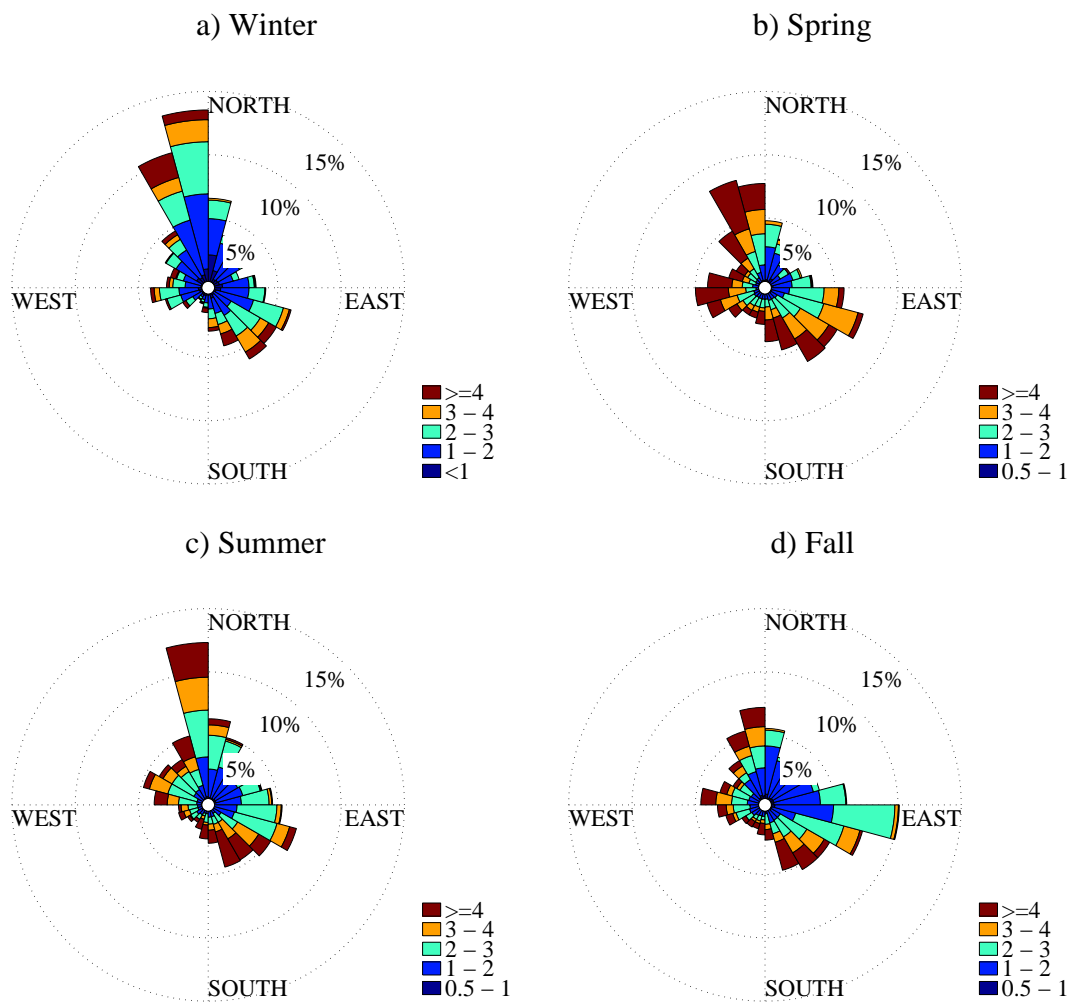 a) Winter
b) Spring
NORTH
15%
10%
5%
WEST
EAST
SOUTH
>=4
3 − 4
2 − 3
1 − 2
<1
NORTH
15%
10%
5%
WEST
EAST
SOUTH
>=4
3 − 4
2 − 3
1 − 2
0.5 − 1
c) Summer
d) Fall
NORTH
15%
10%
5%
WEST
EAST
SOUTH
>=4
3 − 4
2 − 3
1 − 2
0.5 − 1
NORTH
15%
10%
5%
WEST
EAST
SOUTH
>=4
3 − 4
2 − 3
1 − 2
0.5 − 1